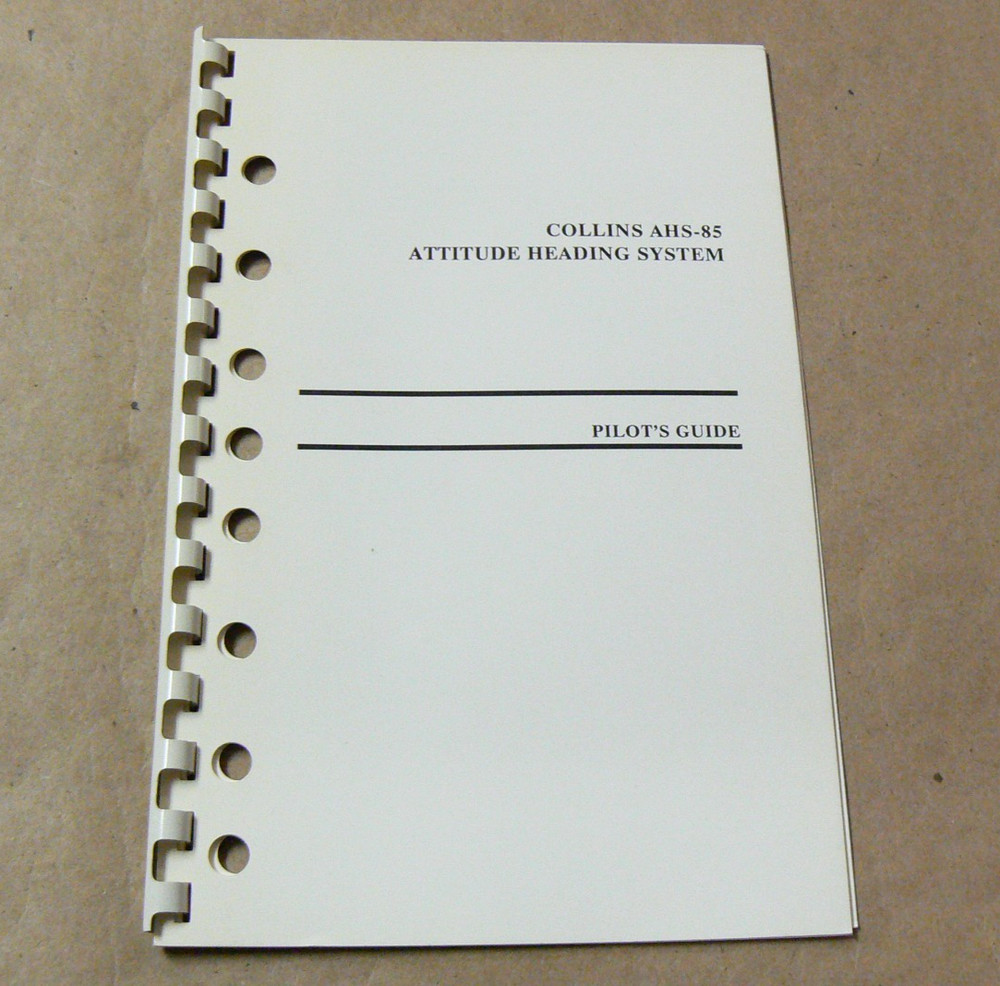 COLLINS AHS-85
ATTITUDE HEADING SYSTEM
PILOT'S GUIDE